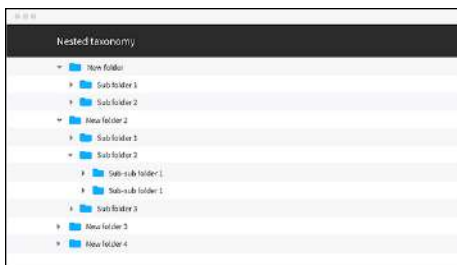 Nested taxonomy
New folder
Sub folder 1
Sub folder 2
New folder 2
Sub folder 1
Sub folder 2
Sub-sub folder 1
Sub-sub folder 1
Sub folder 3
New folder 3
New folder 4